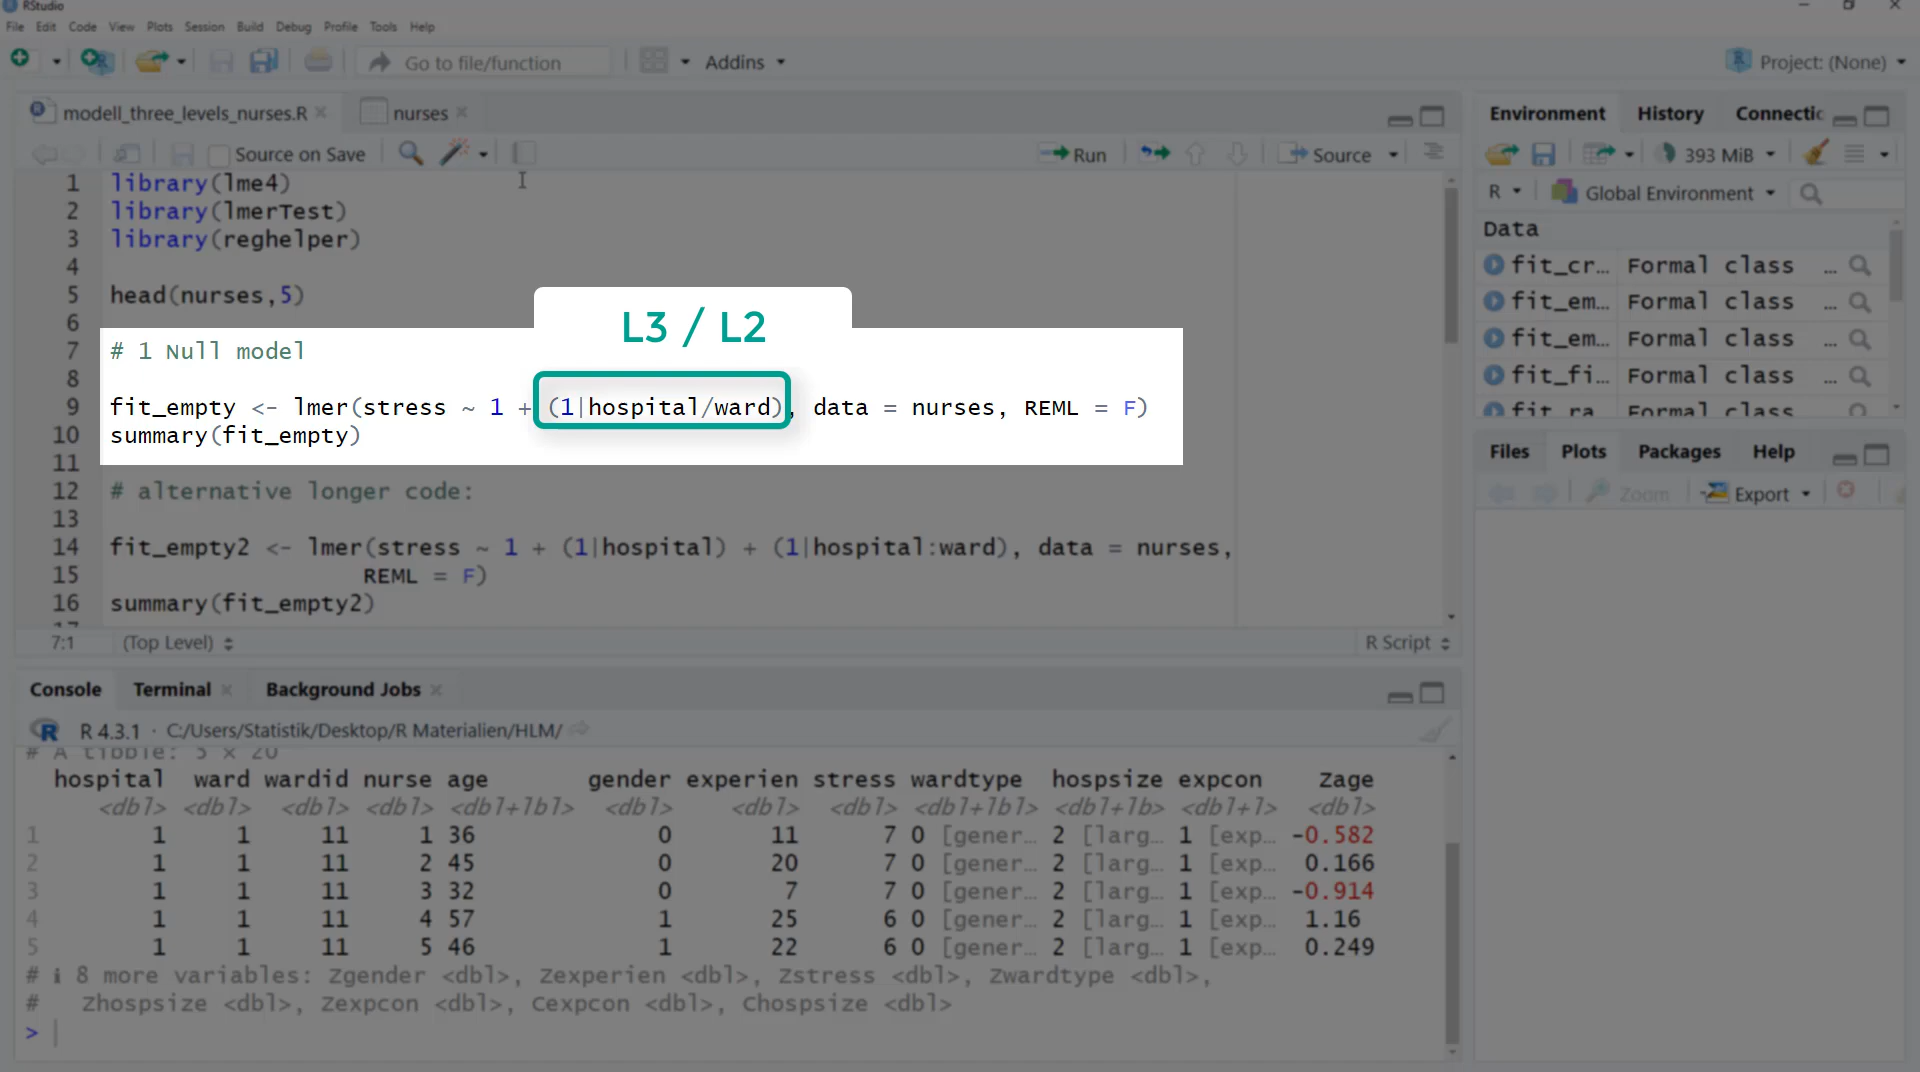 RStudio
File Edit Code View Plots Session Build Debug Profile Tools Help
Go to file/function Addins Project: (None)
modell_three_levels_nurses.R nurses
Source on Save Run Source
1 library(lme4)
2 library(lmerTest)
3 library(reghelper)
4
5 head(nurses,5)
6
L3 / L2
7 # 1 Null model
8
9 fit_empty <- lmer(stress ~ 1 + (1|hospital/ward), data = nurses, REML = F)
10 summary(fit_empty)
11
12 # alternative longer code:
13
14 fit_empty2 <- lmer(stress ~ 1 + (1|hospital) + (1|hospital:ward), data = nurses,
15 REML = F)
16 summary(fit_empty2)
17
7:1 (Top Level) R Script
Console Terminal Background Jobs
R 4.3.1 · C:/Users/Statistik/Desktop/R Materialien/HLM/
# A tibble: 5 × 20
hospital ward wardid nurse age gender experien stress wardtype hospsize expcon Zage
<dbl> <dbl> <dbl> <dbl> <dbl+lbl> <dbl> <dbl> <dbl> <dbl+lbl> <dbl+lb> <dbl+l> <dbl>
1 1 1 11 1 36 0 11 7 0 [gener… 2 [larg… 1 [exp… -0.582
2 1 1 11 2 45 0 20 7 0 [gener… 2 [larg… 1 [exp… 0.166
3 1 1 11 3 32 0 7 7 0 [gener… 2 [larg… 1 [exp… -0.914
4 1 1 11 4 57 1 25 6 0 [gener… 2 [larg… 1 [exp… 1.16
5 1 1 11 5 46 1 22 6 0 [gener… 2 [larg… 1 [exp… 0.249
# ℹ 8 more variables: Zgender <dbl>, Zexperien <dbl>, Zstress <dbl>, Zwardtype <dbl>,
# Zhospsize <dbl>, Zexpcon <dbl>, Cexpcon <dbl>, Chospsize <dbl>
>
Environment History Connectic
393 MiB
R Global Environment
Data
fit_cr… Formal class …
fit_em… Formal class …
fit_em… Formal class …
fit_fi… Formal class …
fit_ra Formal class
Files Plots Packages Help
Zoom Export